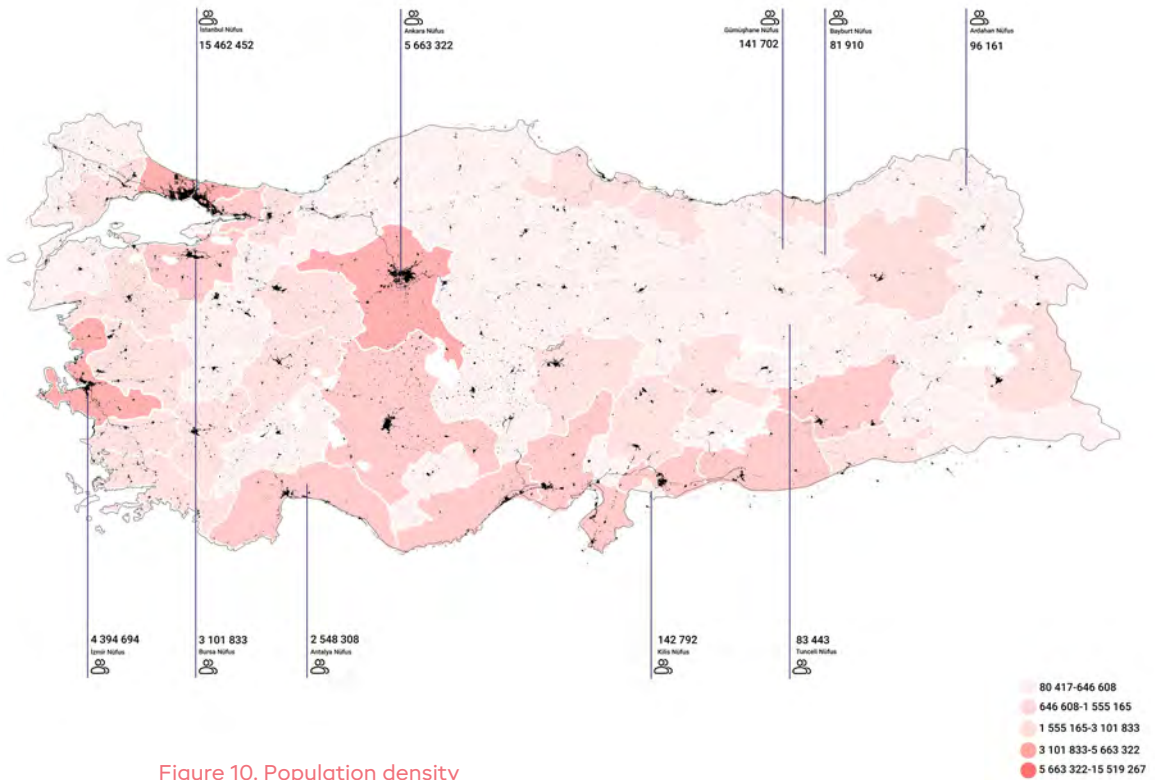 İstanbul Nüfus
15 462 452
Ankara Nüfus
5 663 322
Gümüşhane Nüfus
141 702
Bayburt Nüfus
81 910
Ardahan Nüfus
96 161
4 394 694
İzmir Nüfus
3 101 833
Bursa Nüfus
2 548 308
Antalya Nüfus
142 792
Kilis Nüfus
83 443
Tunceli Nüfus
80 417-646 608
646 608-1 555 165
1 555 165-3 101 833
3 101 833-5 663 322
5 663 322-15 519 267
Figure 10. Population density